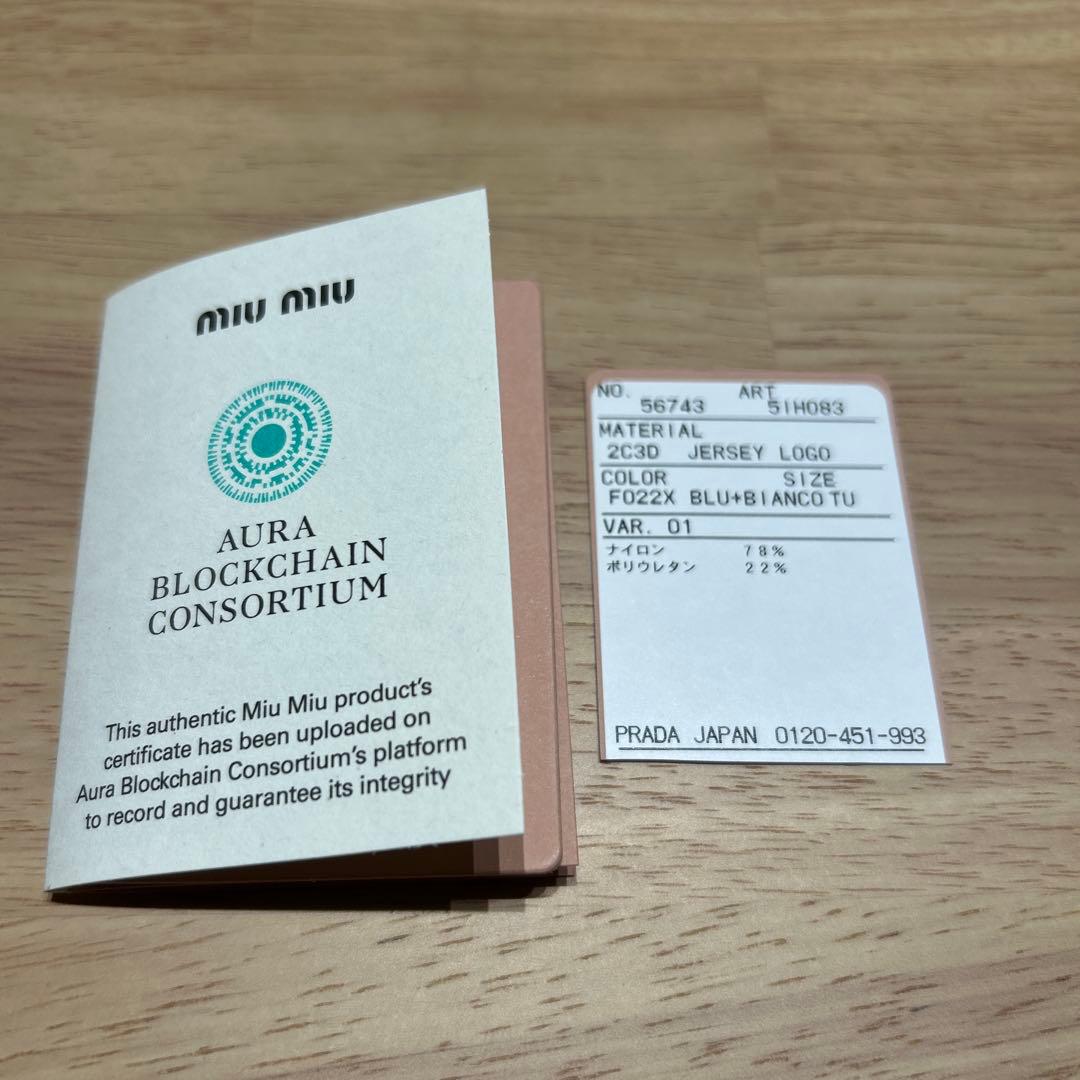 miu miu
AURA
BLOCKCHAIN
CONSORTIUM
This authentic Miu Miu product's
certificate has been uploaded on
Aura Blockchain Consortium's platform
to record and guarantee its integrity
NO. ART
56743 5IH083
MATERIAL
2C3D JERSEY LOGO
COLOR SIZE
F022X BLU+BIANCO TU
VAR. 01
ナイロン 78%
ポリウレタン 22%
PRADA JAPAN 0120-451-993